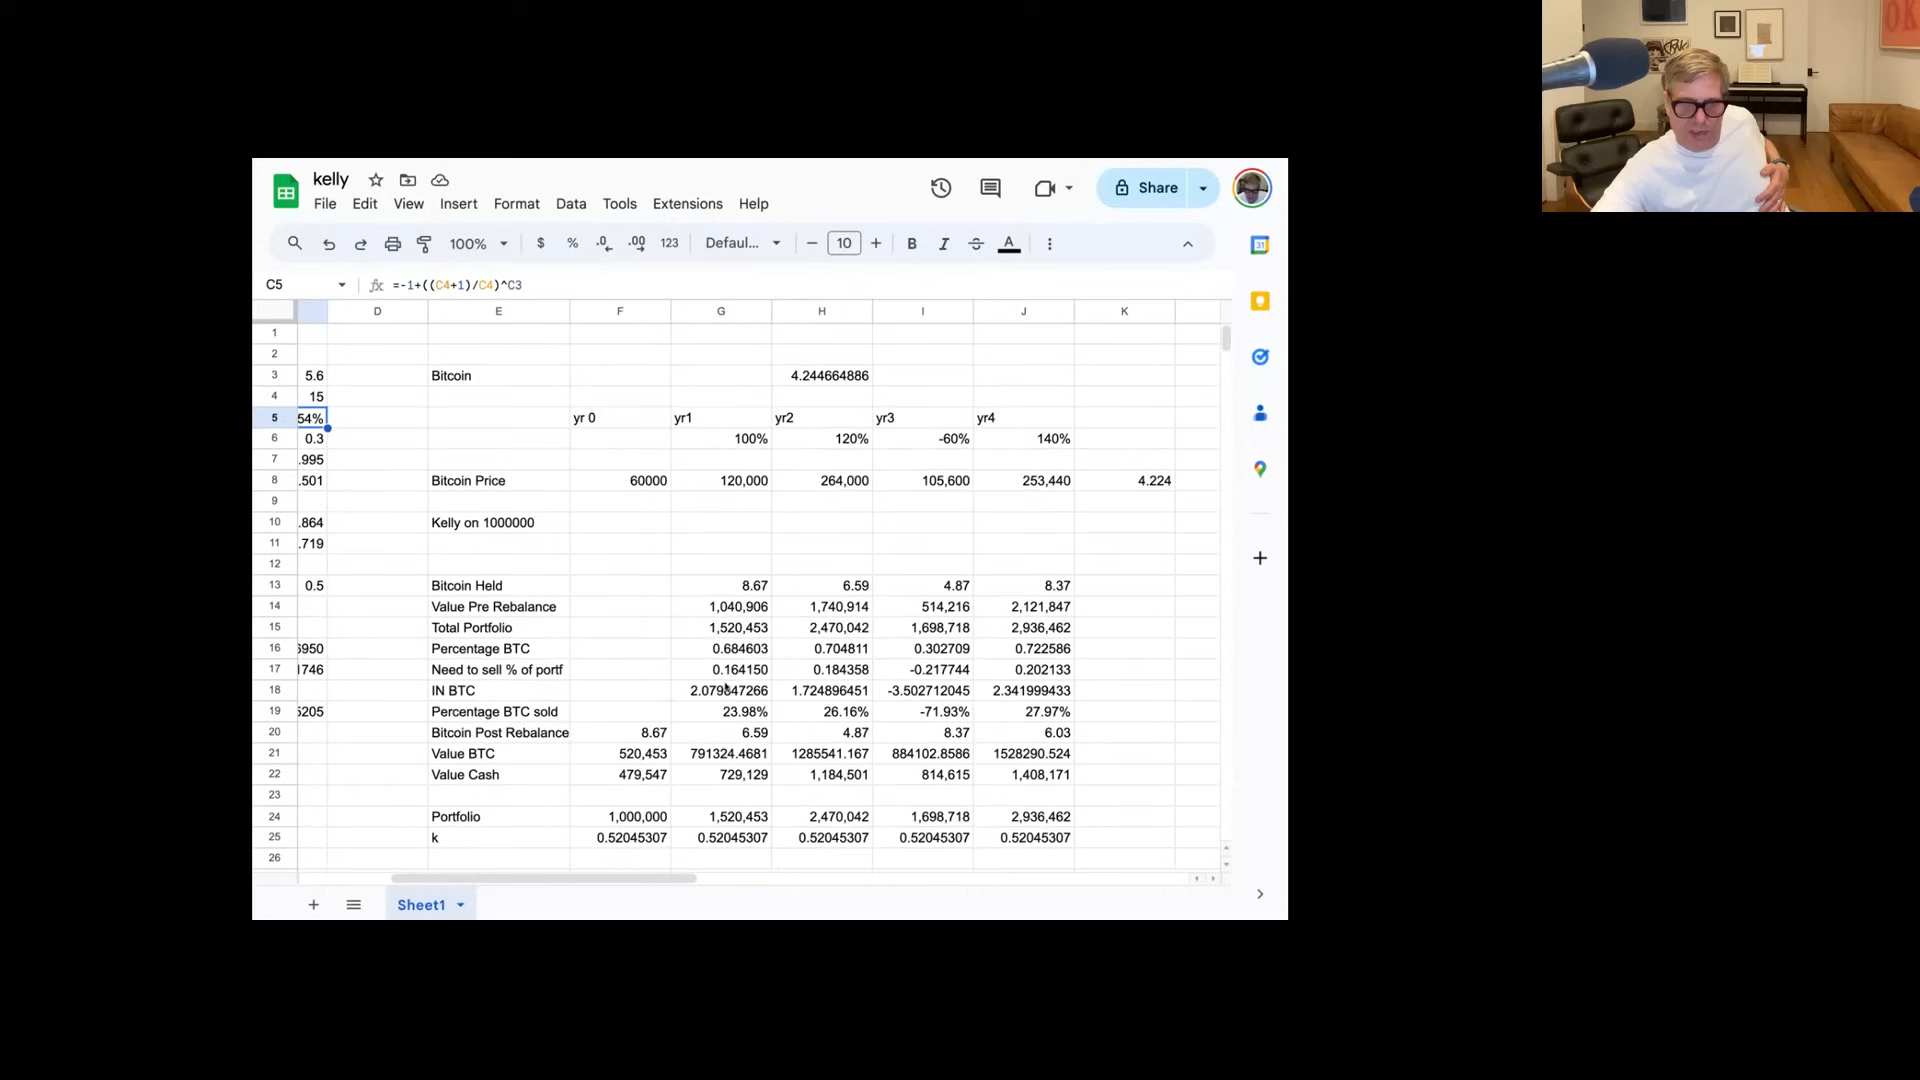 kelly
File Edit View Insert Format Data Tools Extensions Help
Share
100% $ % .0 .00 123 Defaul... 10 B I A
C5 fx =-1+((C4+1)/C4)^C3
D E F G H I J K
1
2
3 5.6 Bitcoin 4.244664886
4 15
5 54% yr 0 yr1 yr2 yr3 yr4
6 0.3 100% 120% -60% 140%
7 .995
8 .501 Bitcoin Price 60000 120,000 264,000 105,600 253,440 4.224
9
10 .864 Kelly on 1000000
11 .719
12
13 0.5 Bitcoin Held 8.67 6.59 4.87 8.37
14 Value Pre Rebalance 1,040,906 1,740,914 514,216 2,121,847
15 Total Portfolio 1,520,453 2,470,042 1,698,718 2,936,462
16 6950 Percentage BTC 0.684603 0.704811 0.302709 0.722586
17 1746 Need to sell % of portf 0.164150 0.184358 -0.217744 0.202133
18 IN BTC 2.079847266 1.724896451 -3.502712045 2.341999433
19 5205 Percentage BTC sold 23.98% 26.16% -71.93% 27.97%
20 Bitcoin Post Rebalance 8.67 6.59 4.87 8.37 6.03
21 Value BTC 520,453 791324.4681 1285541.167 884102.8586 1528290.524
22 Value Cash 479,547 729,129 1,184,501 814,615 1,408,171
23
24 Portfolio 1,000,000 1,520,453 2,470,042 1,698,718 2,936,462
25 k 0.52045307 0.52045307 0.52045307 0.52045307 0.52045307
26
Sheet1
OK
31